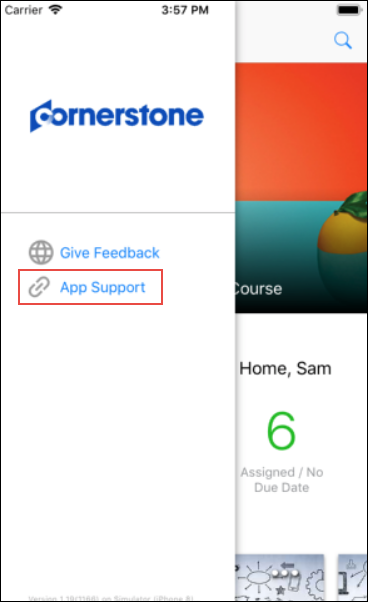 Carrier 3:57 PM
Cornerstone
Give Feedback
App Support
Course
Home, Sam
6
Assigned / No
Due Date